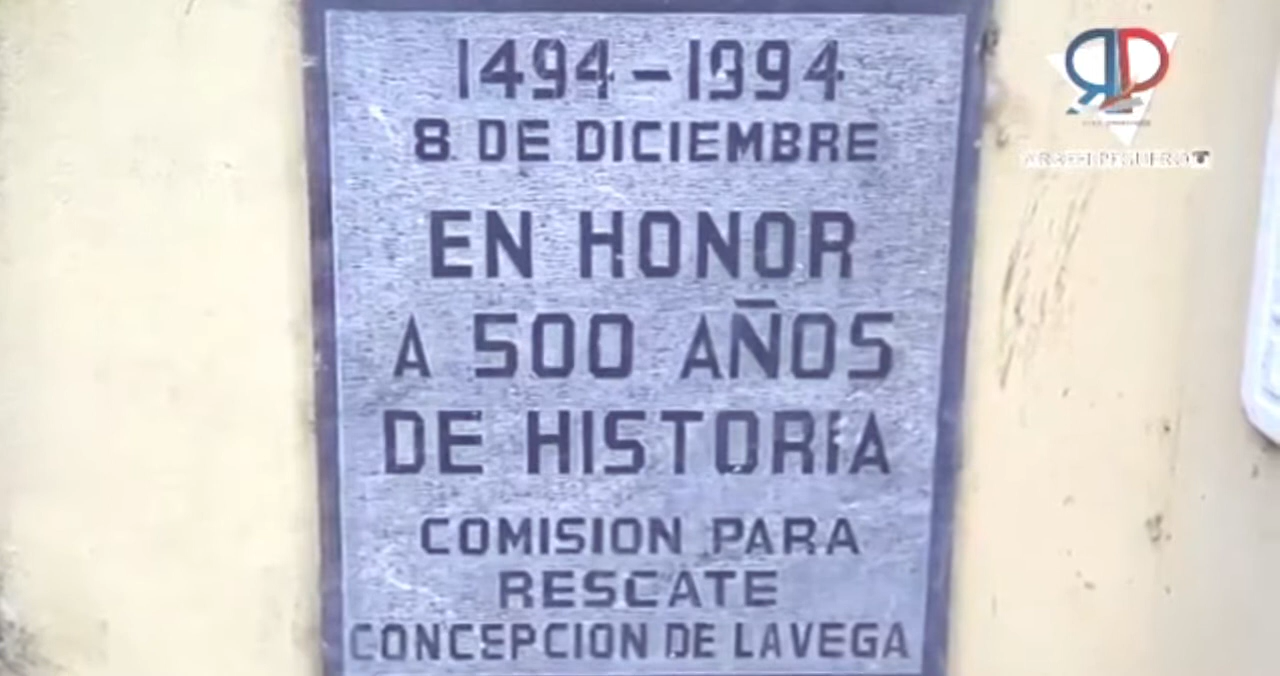 1494-1994
8 DE DICIEMBRE
EN HONOR
A 500 AÑOS
DE HISTORIA
COMISION PARA
RESCATE
CONCEPCION DE LA VEGA